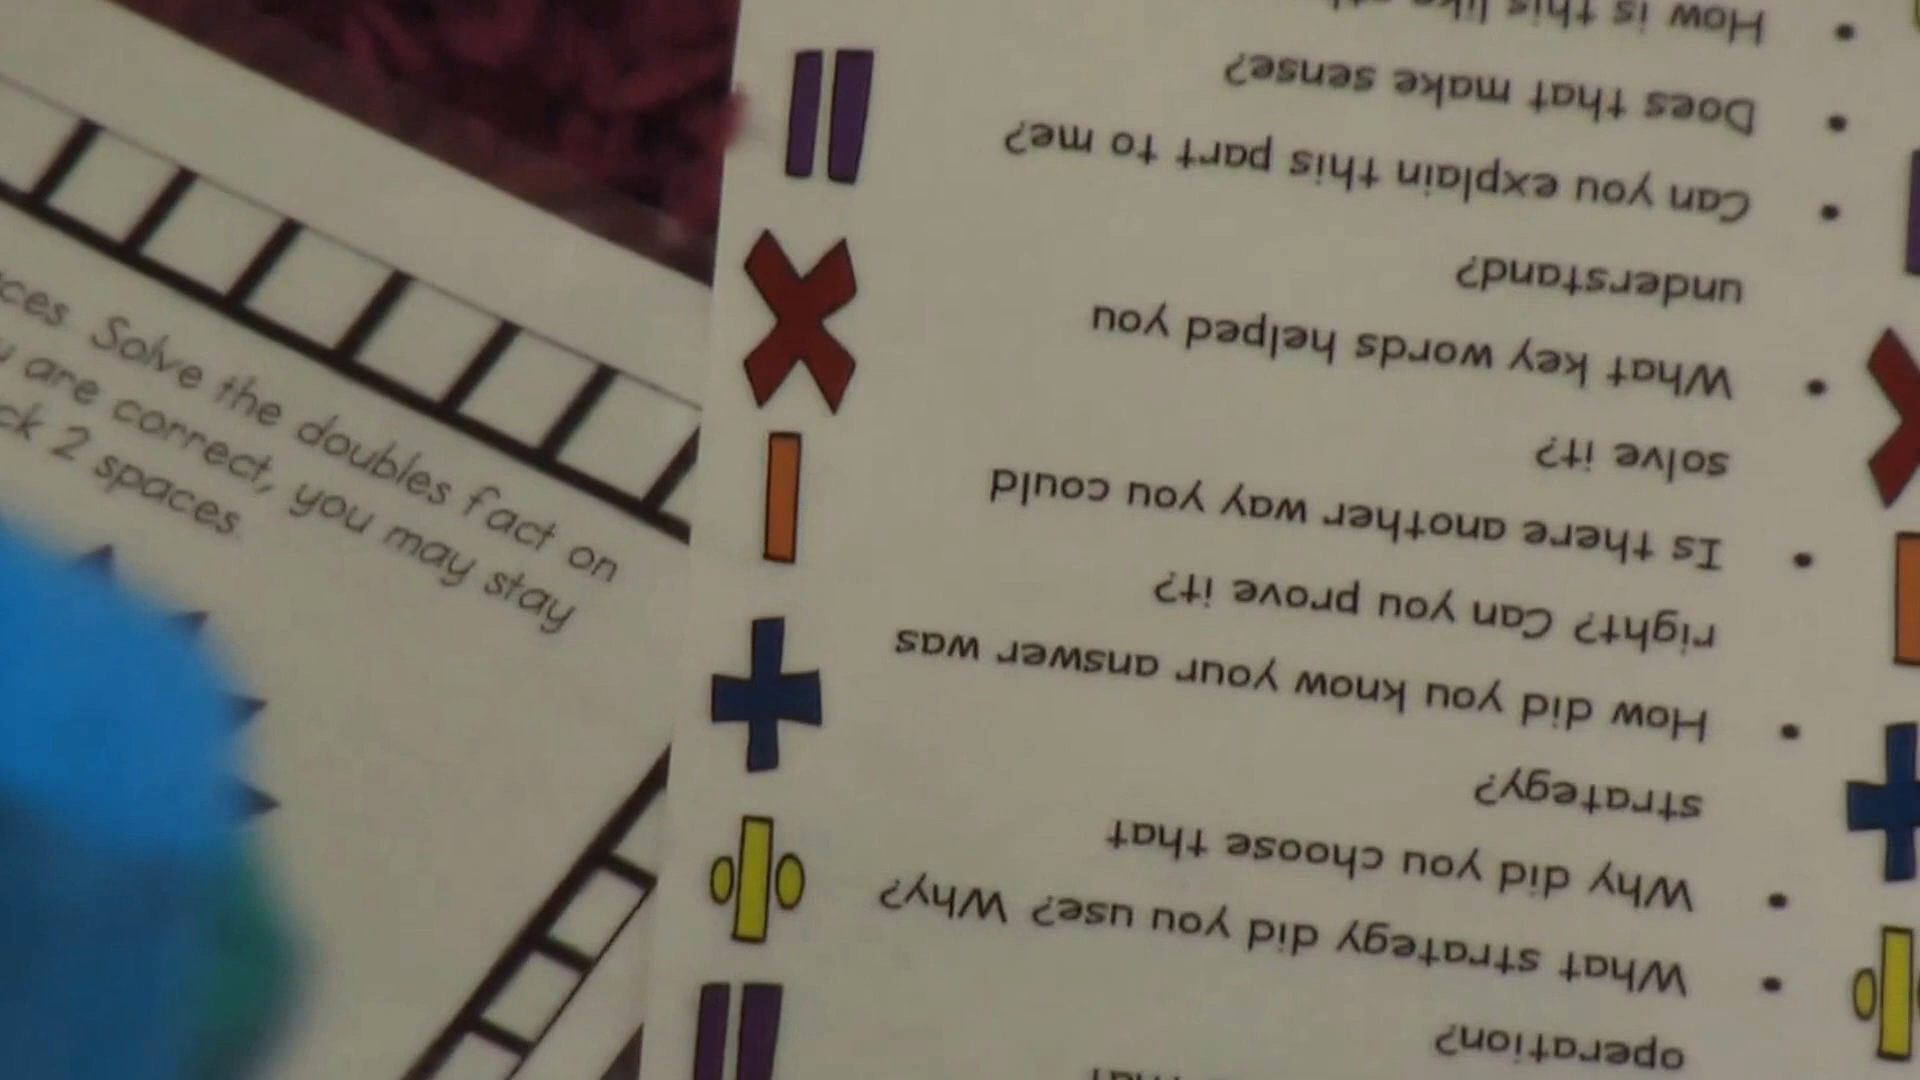 Solve the doubles fact on
are correct, you may stay
2 spaces.
operation?
• What strategy did you use? Why?
• Why did you choose that
strategy?
• How did you know your answer was
right? Can you prove it?
• Is there another way you could
solve it?
• What key words helped you
understand?
• Can you explain this part to me?
• Does that make sense?
• How is this like